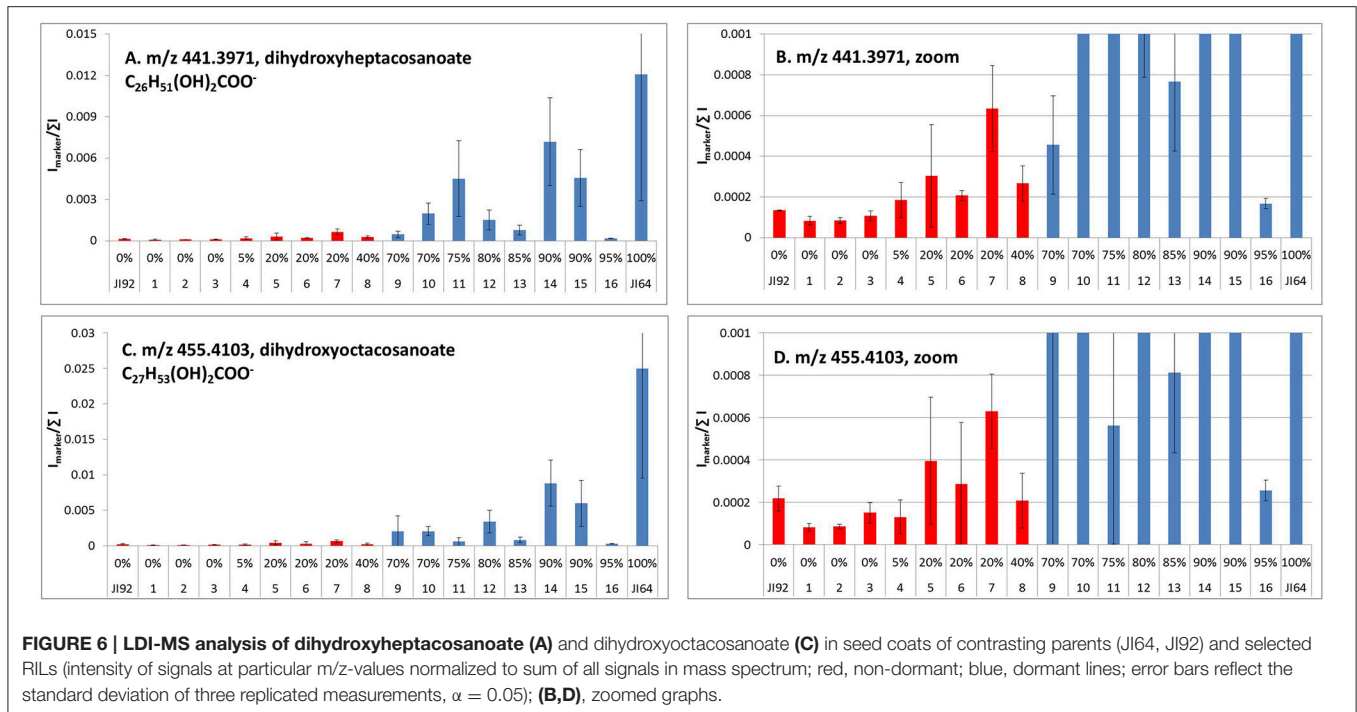 A. m/z 441.3971, dihydroxyheptacosanoate
C₂₆H₅₁(OH)₂COO⁻
I_marker/ΣI
0.015
0.012
0.009
0.006
0.003
0
0% 0% 0% 0% 5% 20% 20% 20% 40% 70% 70% 75% 80% 85% 90% 90% 95% 100%
JI92 1 2 3 4 5 6 7 8 9 10 11 12 13 14 15 16 JI64
B. m/z 441.3971, zoom
I_marker/ΣI
0.001
0.0008
0.0006
0.0004
0.0002
0
0% 0% 0% 0% 5% 20% 20% 20% 40% 70% 70% 75% 80% 85% 90% 90% 95% 100%
JI92 1 2 3 4 5 6 7 8 9 10 11 12 13 14 15 16 JI64
C. m/z 455.4103, dihydroxyoctacosanoate
C₂₇H₅₃(OH)₂COO⁻
I_marker/Σ I
0.03
0.025
0.02
0.015
0.01
0.005
0
0% 0% 0% 0% 5% 20% 20% 20% 40% 70% 70% 75% 80% 85% 90% 90% 95% 100%
JI92 1 2 3 4 5 6 7 8 9 10 11 12 13 14 15 16 JI64
D. m/z 455.4103, zoom
I_marker/Σ I
0.001
0.0008
0.0006
0.0004
0.0002
0
0% 0% 0% 0% 5% 20% 20% 20% 40% 70% 70% 75% 80% 85% 90% 90% 95% 100%
JI92 1 2 3 4 5 6 7 8 9 10 11 12 13 14 15 16 JI64
FIGURE 6 | LDI-MS analysis of dihydroxyheptacosanoate (A) and dihydroxyoctacosanoate (C) in seed coats of contrasting parents (JI64, JI92) and selected
RILs (intensity of signals at particular m/z-values normalized to sum of all signals in mass spectrum; red, non-dormant; blue, dormant lines; error bars reflect the
standard deviation of three replicated measurements, α = 0.05); (B,D), zoomed graphs.